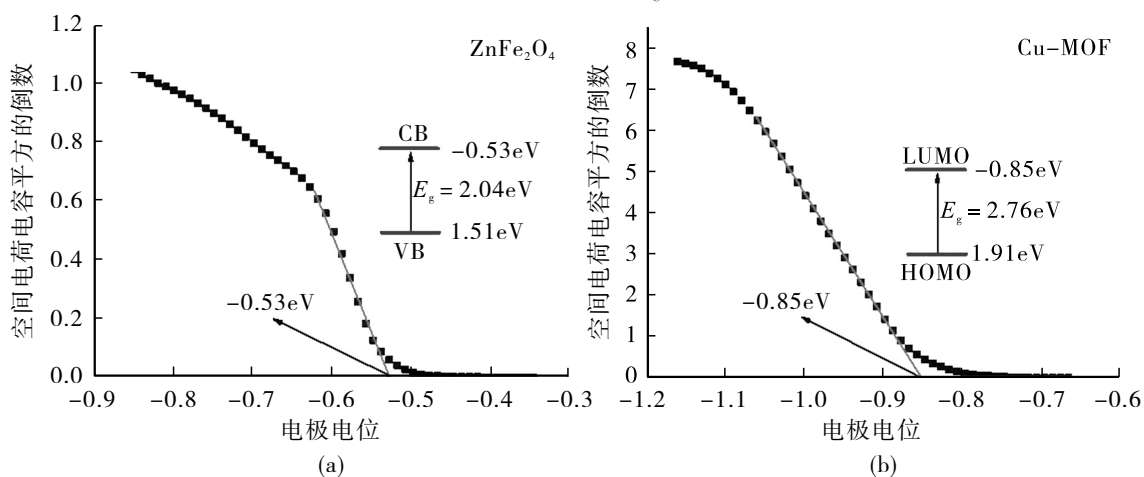 g
1.2
1.0
0.8
0.6
0.4
0.2
0.0
空间电荷电容平方的倒数
ZnFe₂O₄
CB
-0.53eV
E_g = 2.04eV
1.51eV
VB
-0.53eV
-0.9 -0.8 -0.7 -0.6 -0.5 -0.4 -0.3
电极电位
(a)
8
7
6
5
4
3
2
1
0
空间电荷电容平方的倒数
Cu-MOF
LUMO
-0.85eV
E_g = 2.76eV
1.91eV
HOMO
-0.85eV
-1.2 -1.1 -1.0 -0.9 -0.8 -0.7 -0.6
电极电位
(b)